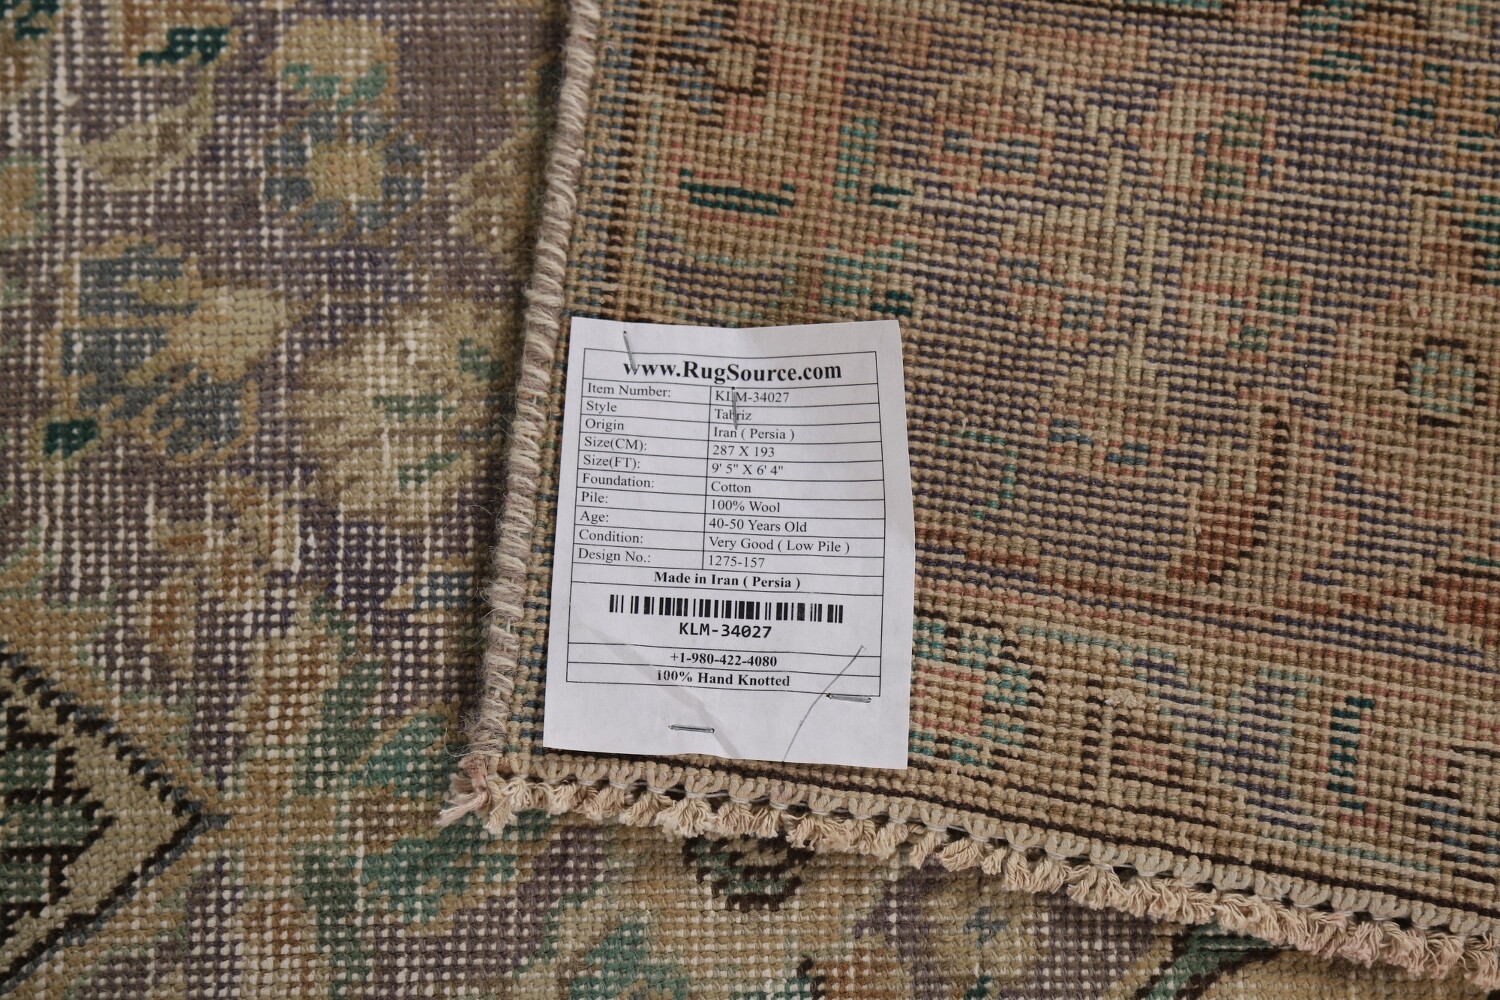 www.RugSource.com
Item Number: KLM-34027
Style Tabriz
Origin Iran ( Persia )
Size(CM): 287 X 193
Size(FT): 9' 5" X 6' 4"
Foundation: Cotton
Pile: 100% Wool
Age: 40-50 Years Old
Condition: Very Good ( Low Pile )
Design No.: 1275-157
Made in Iran ( Persia )
KLM-34027
+1-980-422-4080
100% Hand Knotted